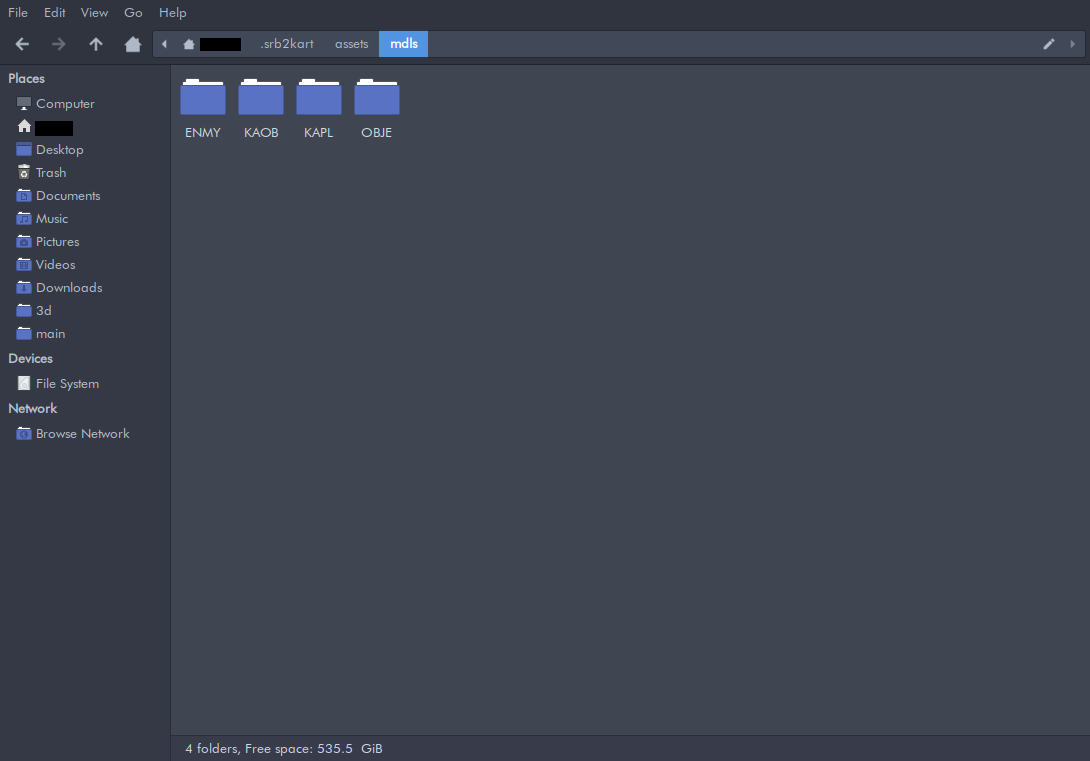 File Edit View Go Help
.srb2kart assets mdls
Places
Computer
Desktop
Trash
Documents
Music
Pictures
Videos
Downloads
3d
main
Devices
File System
Network
Browse Network
ENMY KAOB KAPL OBJE
4 folders, Free space: 535.5 GiB